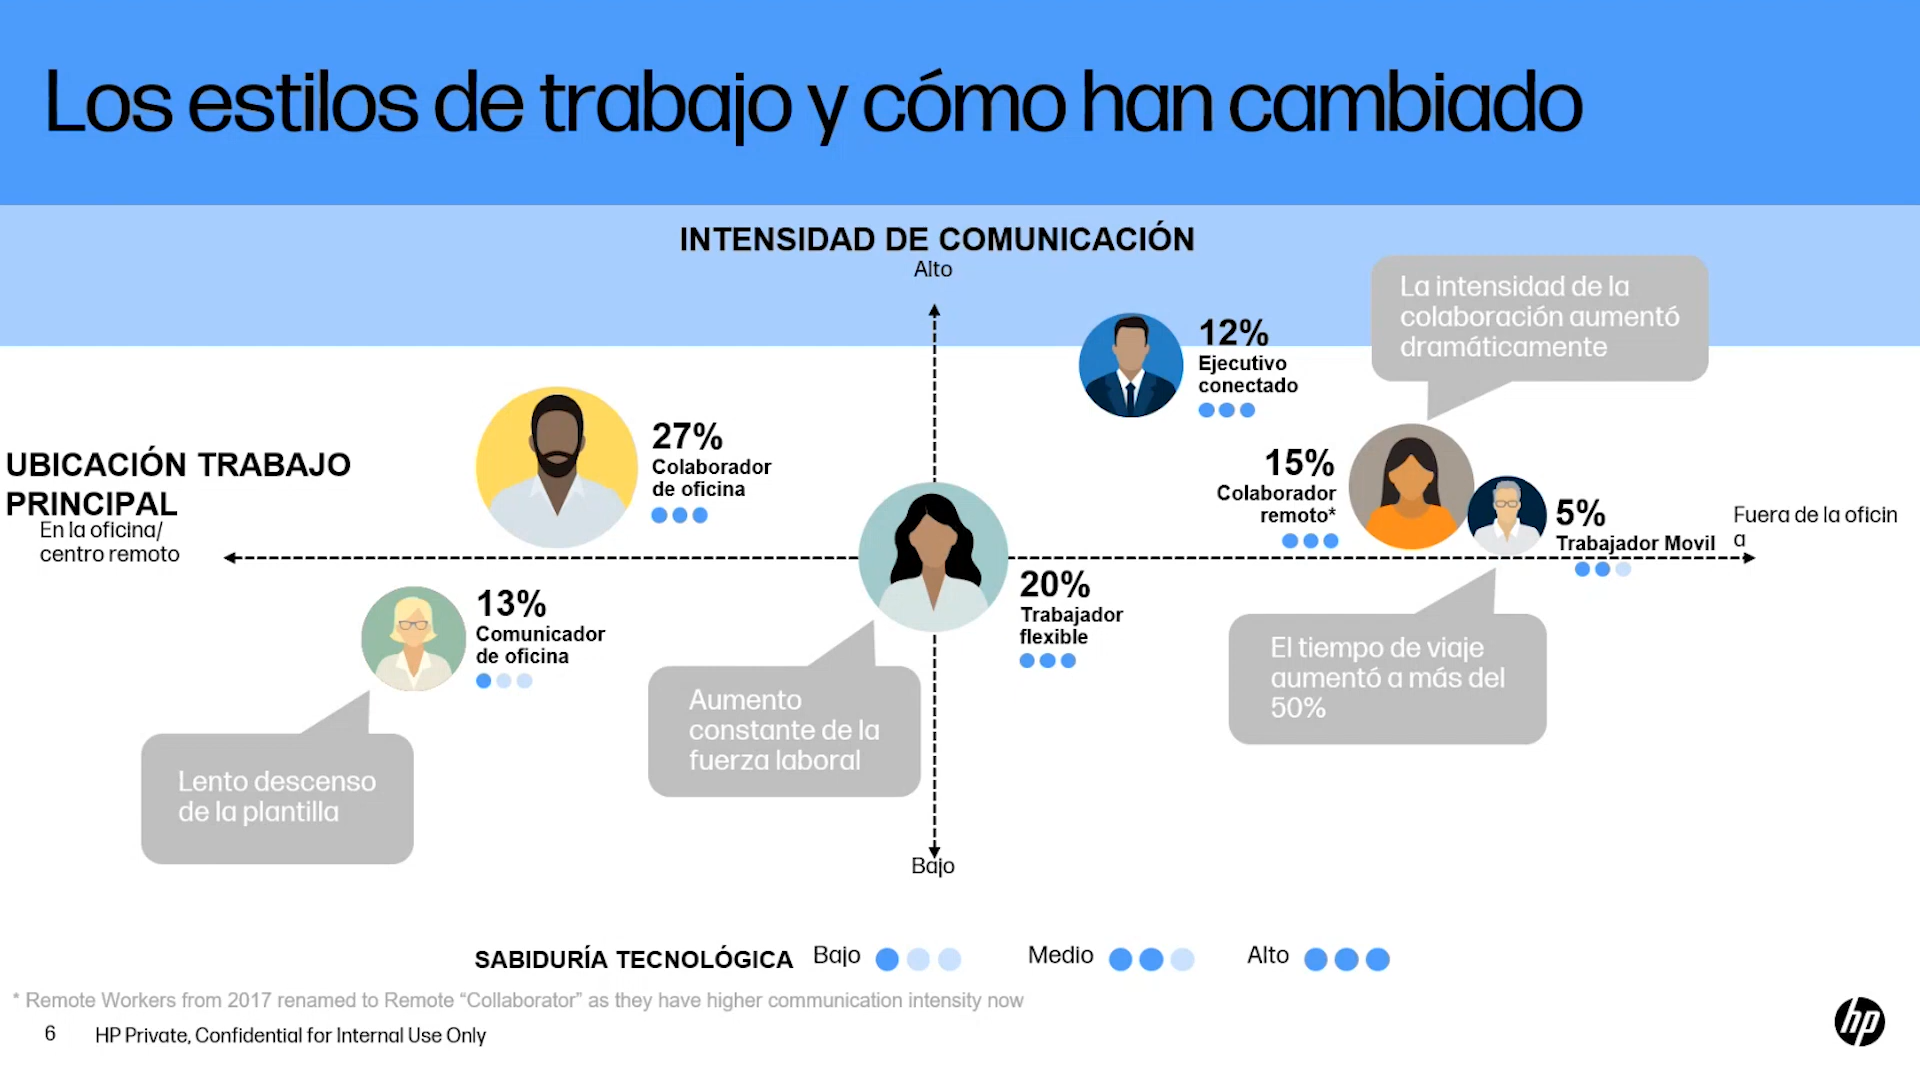 Los estilos de trabajo y cómo han cambiado
INTENSIDAD DE COMUNICACIÓN
Alto
La intensidad de la
colaboración aumentó
dramáticamente
12%
Ejecutivo
conectado
27%
Colaborador
de oficina
15%
Colaborador
remoto*
UBICACIÓN TRABAJO
PRINCIPAL
En la oficina/
centro remoto
5%
Trabajador Movil
Fuera de la oficin
a
13%
Comunicador
de oficina
20%
Trabajador
flexible
El tiempo de viaje
aumentó a más del
50%
Aumento
constante de la
fuerza laboral
Lento descenso
de la plantilla
Bajo
SABIDURÍA TECNOLÓGICA Bajo Medio Alto
* Remote Workers from 2017 renamed to Remote “Collaborator” as they have higher communication intensity now
6 HP Private, Confidential for Internal Use Only
hp